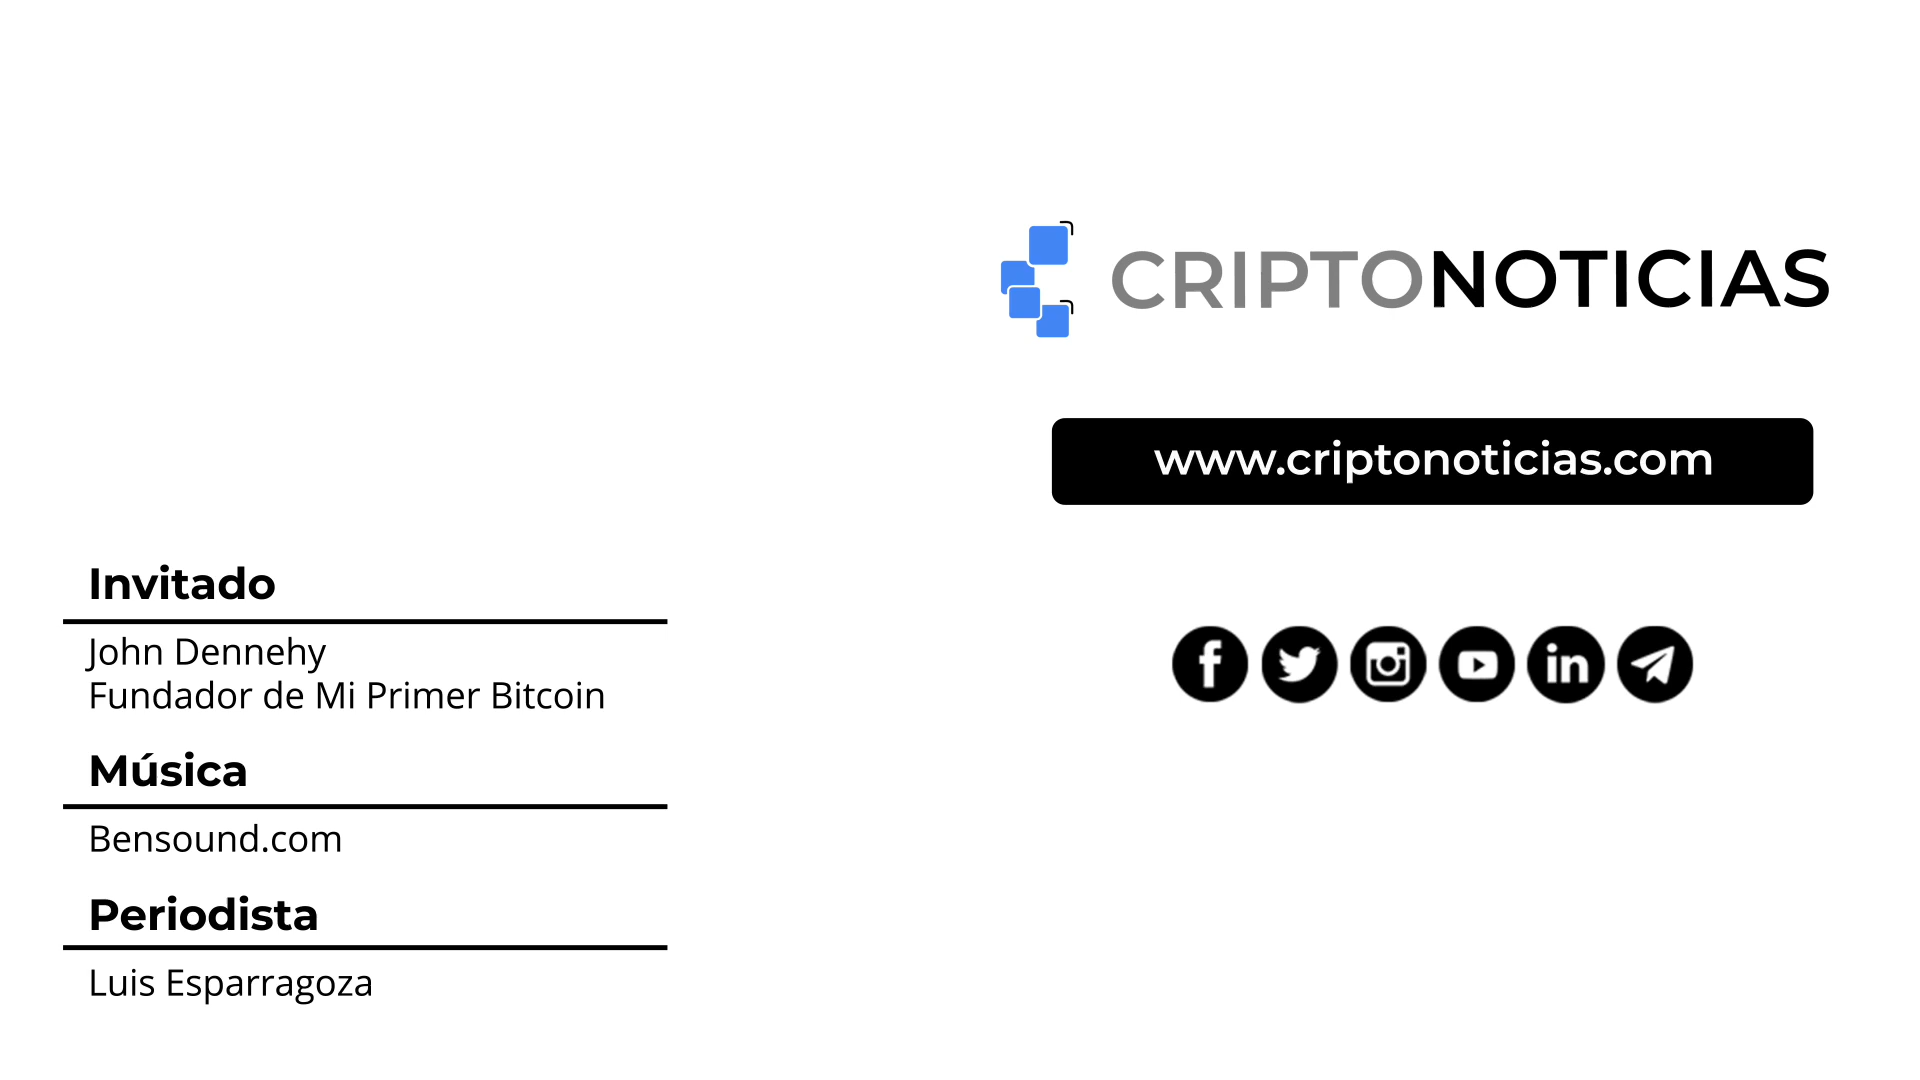 CRIPTONOTICIAS
www.criptonoticias.com
Invitado
John Dennehy
Fundador de Mi Primer Bitcoin
Música
Bensound.com
Periodista
Luis Esparragoza